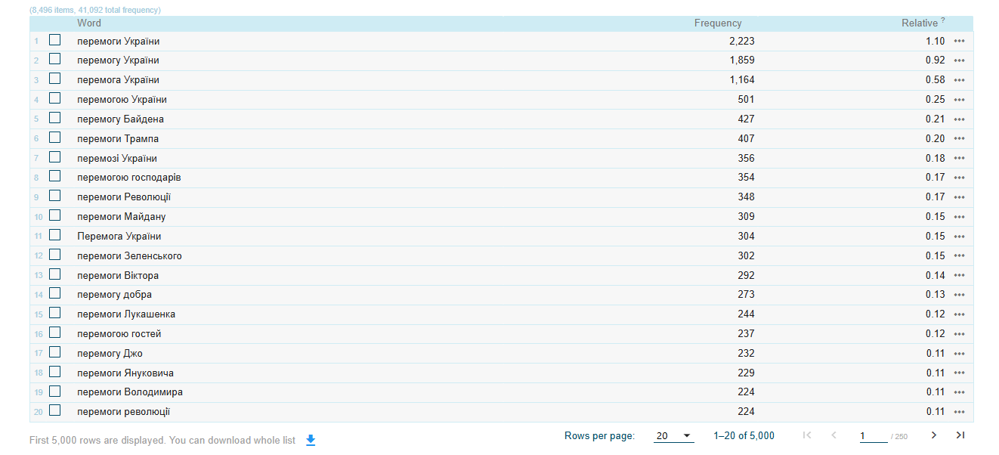 (8,496 items, 41,092 total frequency)
Word Frequency Relative ?
1 перемоги України 2,223 1.10 •••
2 перемогу України 1,859 0.92 •••
3 перемога України 1,164 0.58 •••
4 перемогою України 501 0.25 •••
5 перемогу Байдена 427 0.21 •••
6 перемоги Трампа 407 0.20 •••
7 перемозі України 356 0.18 •••
8 перемогою господарів 354 0.17 •••
9 перемоги Революції 348 0.17 •••
10 перемоги Майдану 309 0.15 •••
11 Перемога України 304 0.15 •••
12 перемоги Зеленського 302 0.15 •••
13 перемоги Віктора 292 0.14 •••
14 перемогу добра 273 0.13 •••
15 перемоги Лукашенка 244 0.12 •••
16 перемогою гостей 237 0.12 •••
17 перемогу Джо 232 0.11 •••
18 перемоги Януковича 229 0.11 •••
19 перемоги Володимира 224 0.11 •••
20 перемоги революції 224 0.11 •••
First 5,000 rows are displayed. You can download whole list Rows per page: 20 1–20 of 5,000 1 / 250